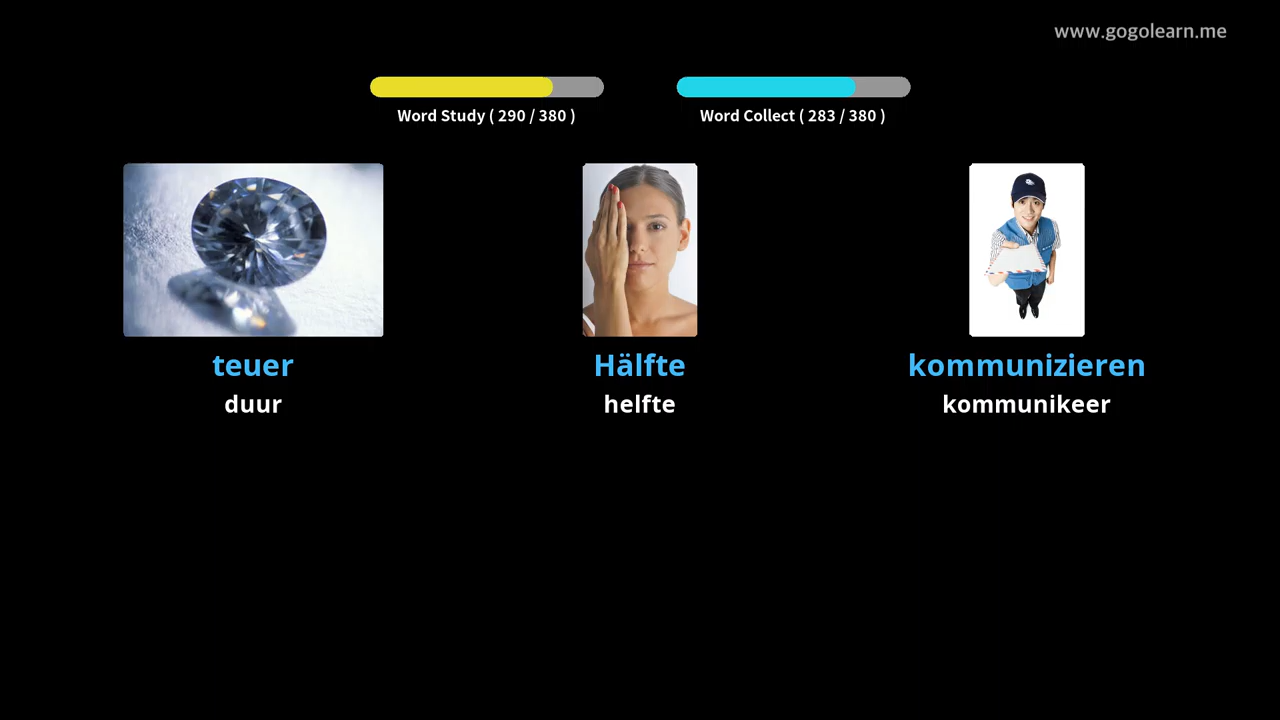 www.gogolearn.me
Word Study ( 290 / 380 )
Word Collect ( 283 / 380 )
teuer
duur
Hälfte
helfte
kommunizieren
kommunikeer